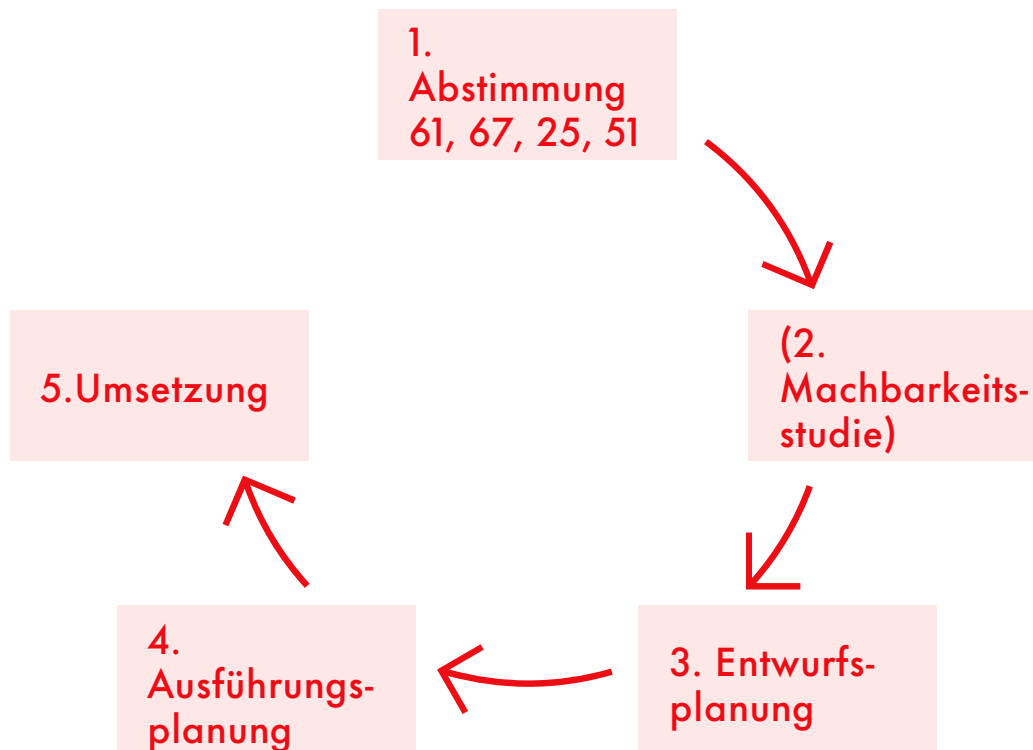 1.
Abstimmung
61, 67, 25, 51
(2.
Machbarkeits-
studie)
3. Entwurfs-
planung
4.
Ausführungs-
planung
5.Umsetzung